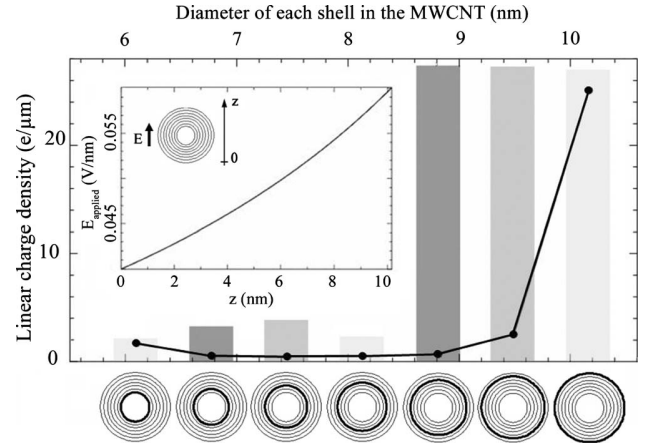 Diameter of each shell in the MWCNT (nm)
6 7 8 9 10
Linear charge density (e/μm)
20
10
0
E applied (V/nm)
0.055
0.045
z
E
0
0 2 4 6 8 10
z (nm)